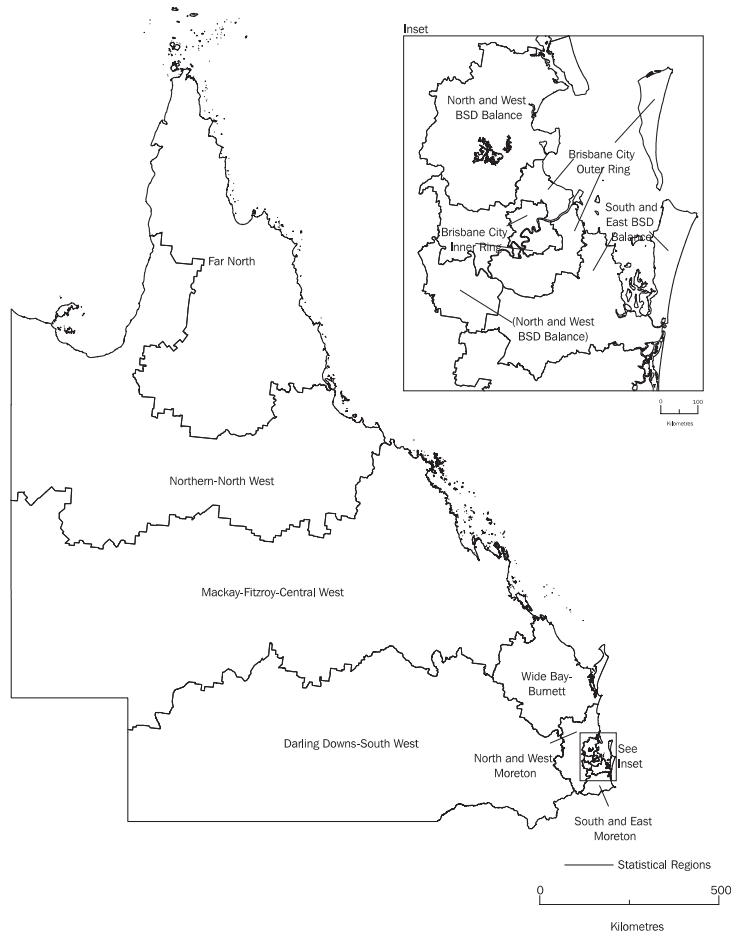 Inset
North and West
BSD Balance
Brisbane City
Outer Ring
South and
East BSD
Balance
Brisbane City
Inner Ring
(North and West
BSD Balance)
0 100
Kilometres
Far North
Northern-North West
Mackay-Fitzroy-Central West
Wide Bay-
Burnett
Darling Downs-South West
North and West
Moreton
See
Inset
South and East
Moreton
Statistical Regions
0 500
Kilometres